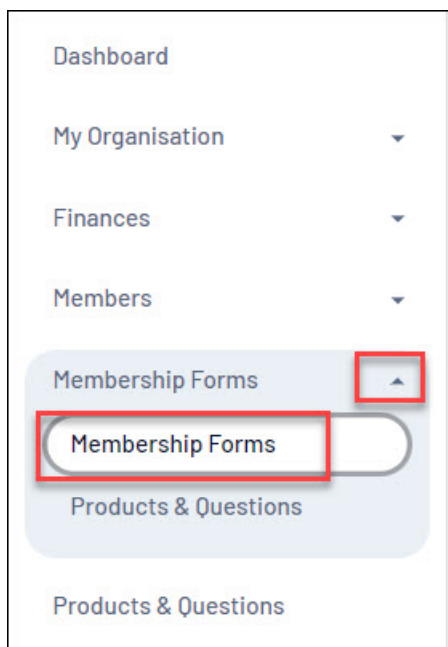 Dashboard
My Organisation
Finances
Members
Membership Forms
Membership Forms
Products & Questions
Products & Questions